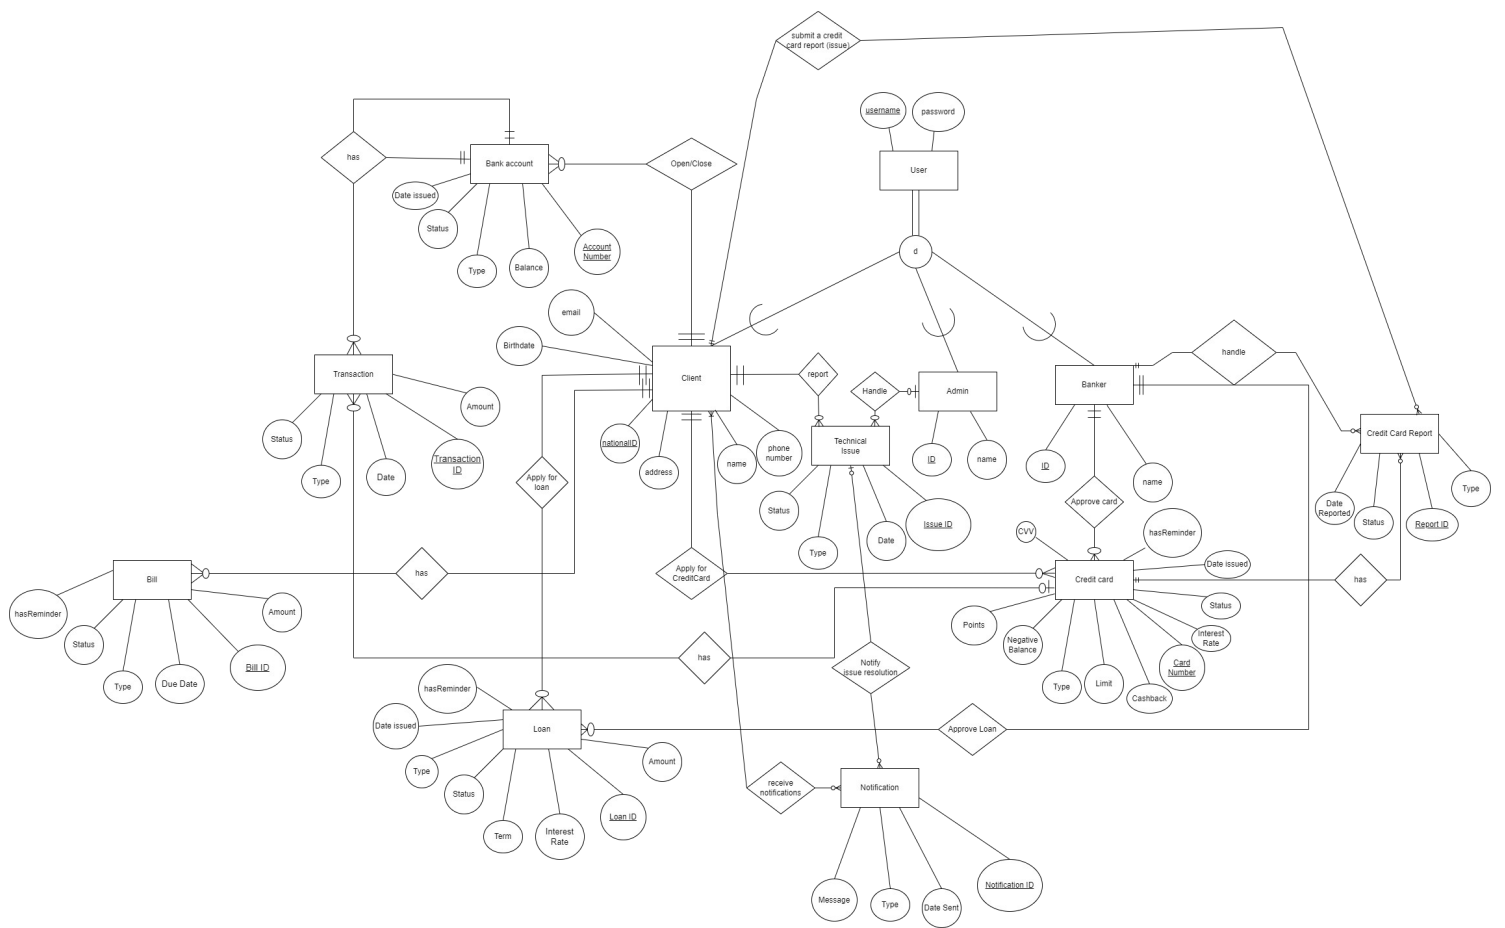 submit a credit
card report (issue)
username
password
User
has
Bank account
Open/Close
Date issued
Status
Type
Balance
Account
Number
d
email
Birthdate
Client
nationalID
address
name
phone
number
report
Handle
Admin
ID
name
Banker
ID
name
handle
Credit Card Report
Date
Reported
Status
Report ID
Type
Transaction
Amount
Status
Type
Date
Transaction
ID
Technical
Issue
Status
Type
Date
Issue ID
Apply for
loan
Approve card
CVV
hasReminder
Date issued
Bill
has
Apply for
CreditCard
Credit card
has
hasReminder
Status
Type
Due Date
Bill ID
Amount
Points
Negative
Balance
Type
Limit
Cashback
Card
Number
Interest
Rate
Status
has
Notify
issue resolution
hasReminder
Date issued
Type
Status
Term
Interest
Rate
Loan ID
Amount
Loan
Approve Loan
receive
notifications
Notification
Message
Type
Date Sent
Notification ID